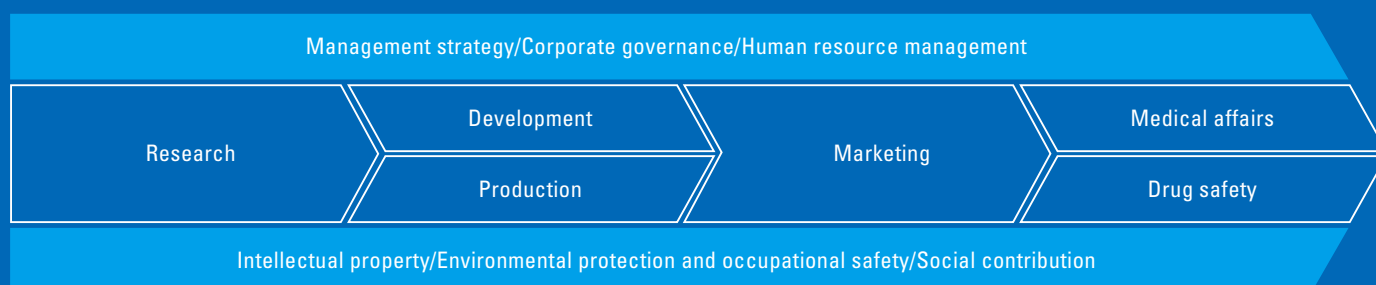 Management strategy/Corporate governance/Human resource management
Research
Development
Production
Marketing
Medical affairs
Drug safety
Intellectual property/Environmental protection and occupational safety/Social contribution